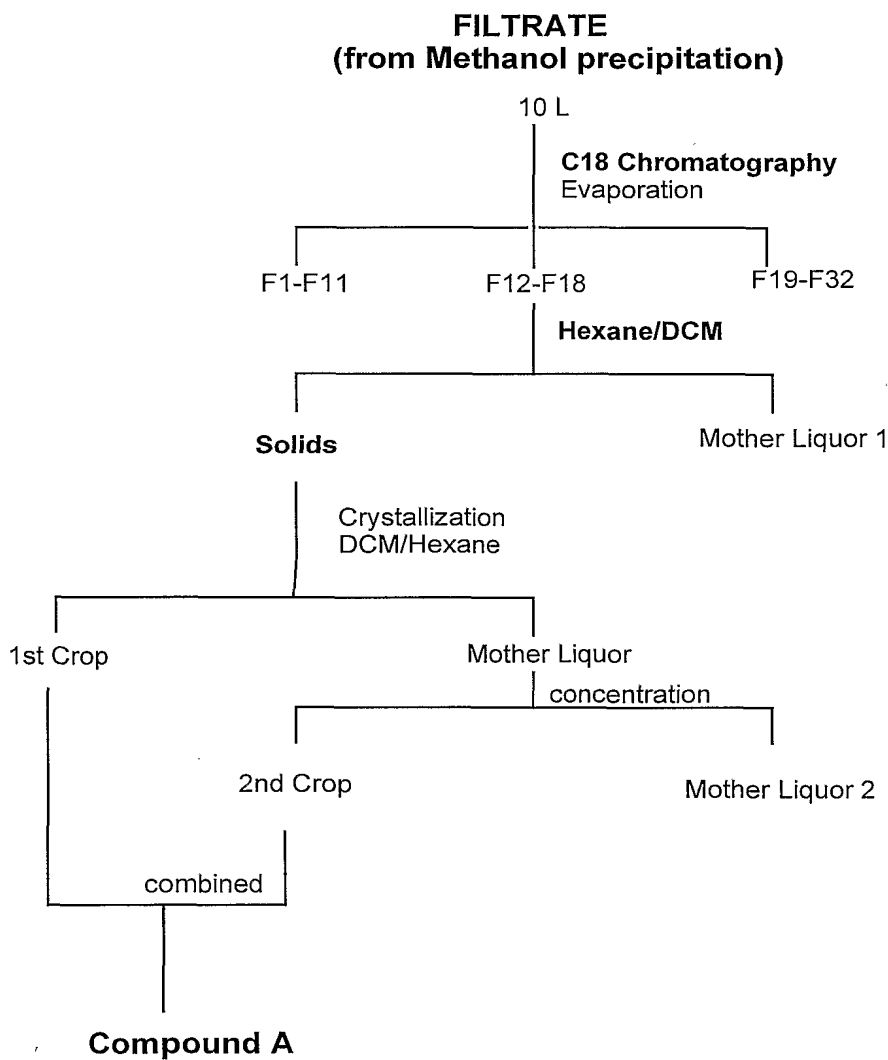 FILTRATE
(from Methanol precipitation)
10 L
C18 Chromatography
Evaporation
F1-F11
F12-F18
F19-F32
Hexane/DCM
Solids
Mother Liquor 1
Crystallization
DCM/Hexane
1st Crop
Mother Liquor
concentration
2nd Crop
Mother Liquor 2
combined
Compound A